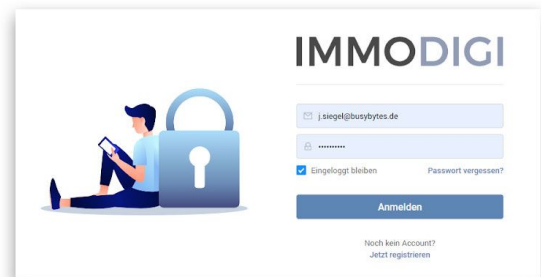 IMMODIGI
j.siegel@busybytes.de
••••••••••
Eingeloggt bleiben
Passwort vergessen?
Anmelden
Noch kein Account?
Jetzt registrieren